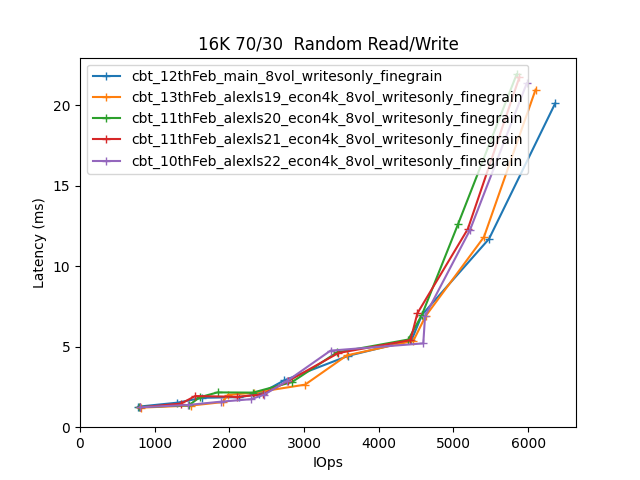 16K 70/30  Random Read/Write
cbt_12thFeb_main_8vol_writesonly_finegrain
cbt_13thFeb_alexls19_econ4k_8vol_writesonly_finegrain
cbt_11thFeb_alexls20_econ4k_8vol_writesonly_finegrain
cbt_11thFeb_alexls21_econ4k_8vol_writesonly_finegrain
cbt_10thFeb_alexls22_econ4k_8vol_writesonly_finegrain
Latency (ms)
20
15
10
5
0
0 1000 2000 3000 4000 5000 6000
IOps